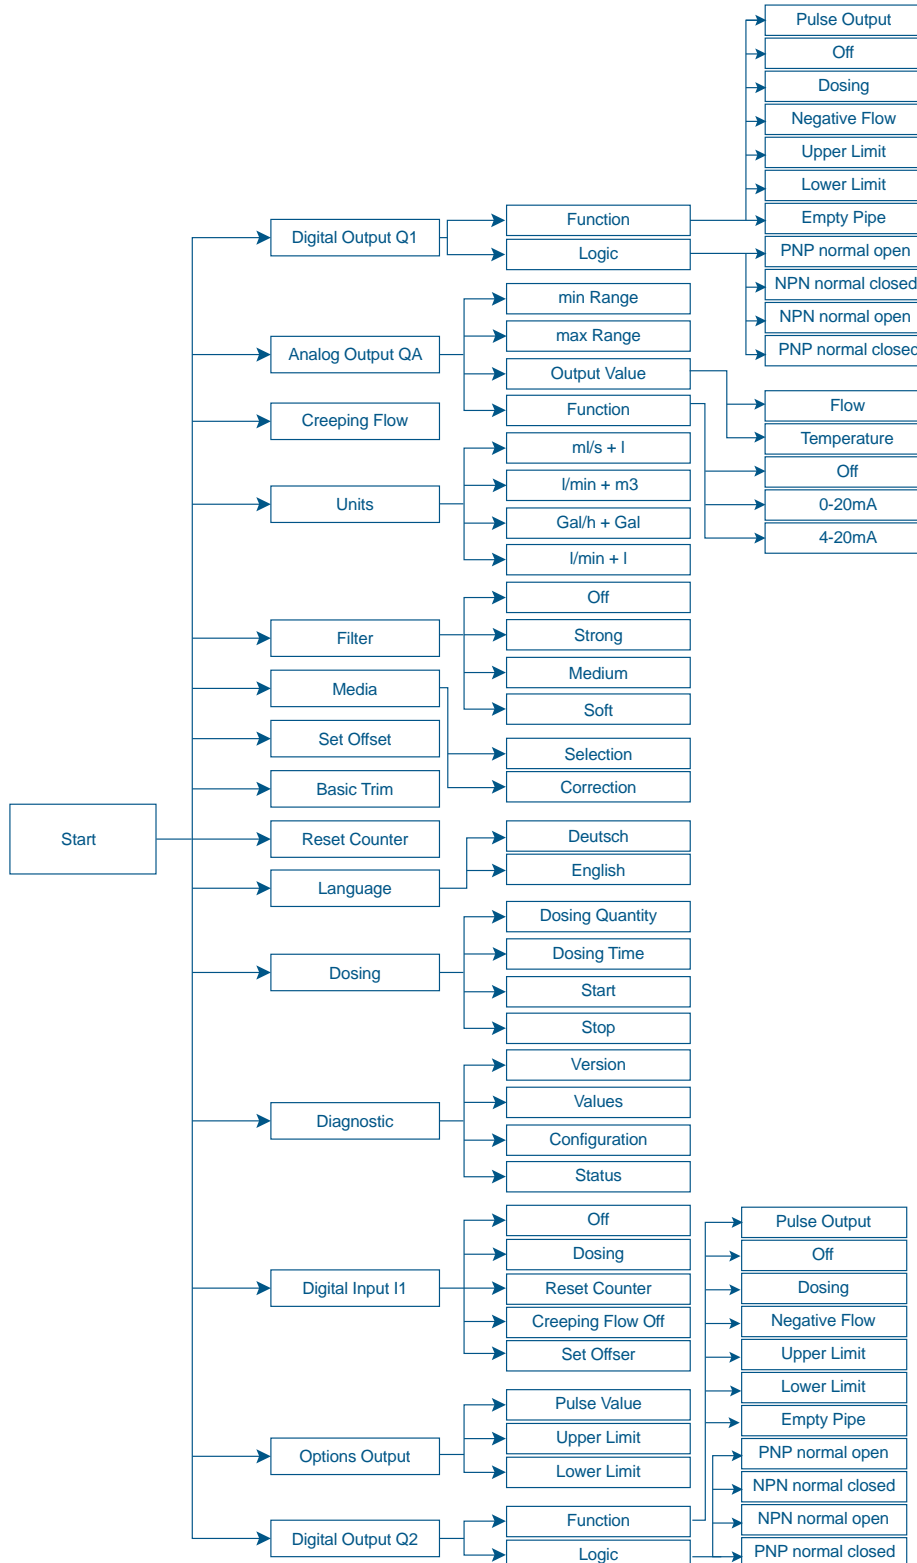 Start
Digital Output Q1
Function
Pulse Output
Off
Dosing
Negative Flow
Upper Limit
Lower Limit
Empty Pipe
Logic
PNP normal open
NPN normal closed
NPN normal open
PNP normal closed
Analog Output QA
min Range
max Range
Output Value
Flow
Temperature
Function
Off
0-20mA
4-20mA
Creeping Flow
Units
ml/s + l
l/min + m3
Gal/h + Gal
l/min + l
Filter
Off
Strong
Medium
Soft
Media
Selection
Correction
Set Offset
Basic Trim
Reset Counter
Language
Deutsch
English
Dosing
Dosing Quantity
Dosing Time
Start
Stop
Diagnostic
Version
Values
Configuration
Status
Digital Input I1
Off
Dosing
Reset Counter
Creeping Flow Off
Set Offser
Options Output
Pulse Value
Upper Limit
Lower Limit
Digital Output Q2
Function
Pulse Output
Off
Dosing
Negative Flow
Upper Limit
Lower Limit
Empty Pipe
Logic
PNP normal open
NPN normal closed
NPN normal open
PNP normal closed